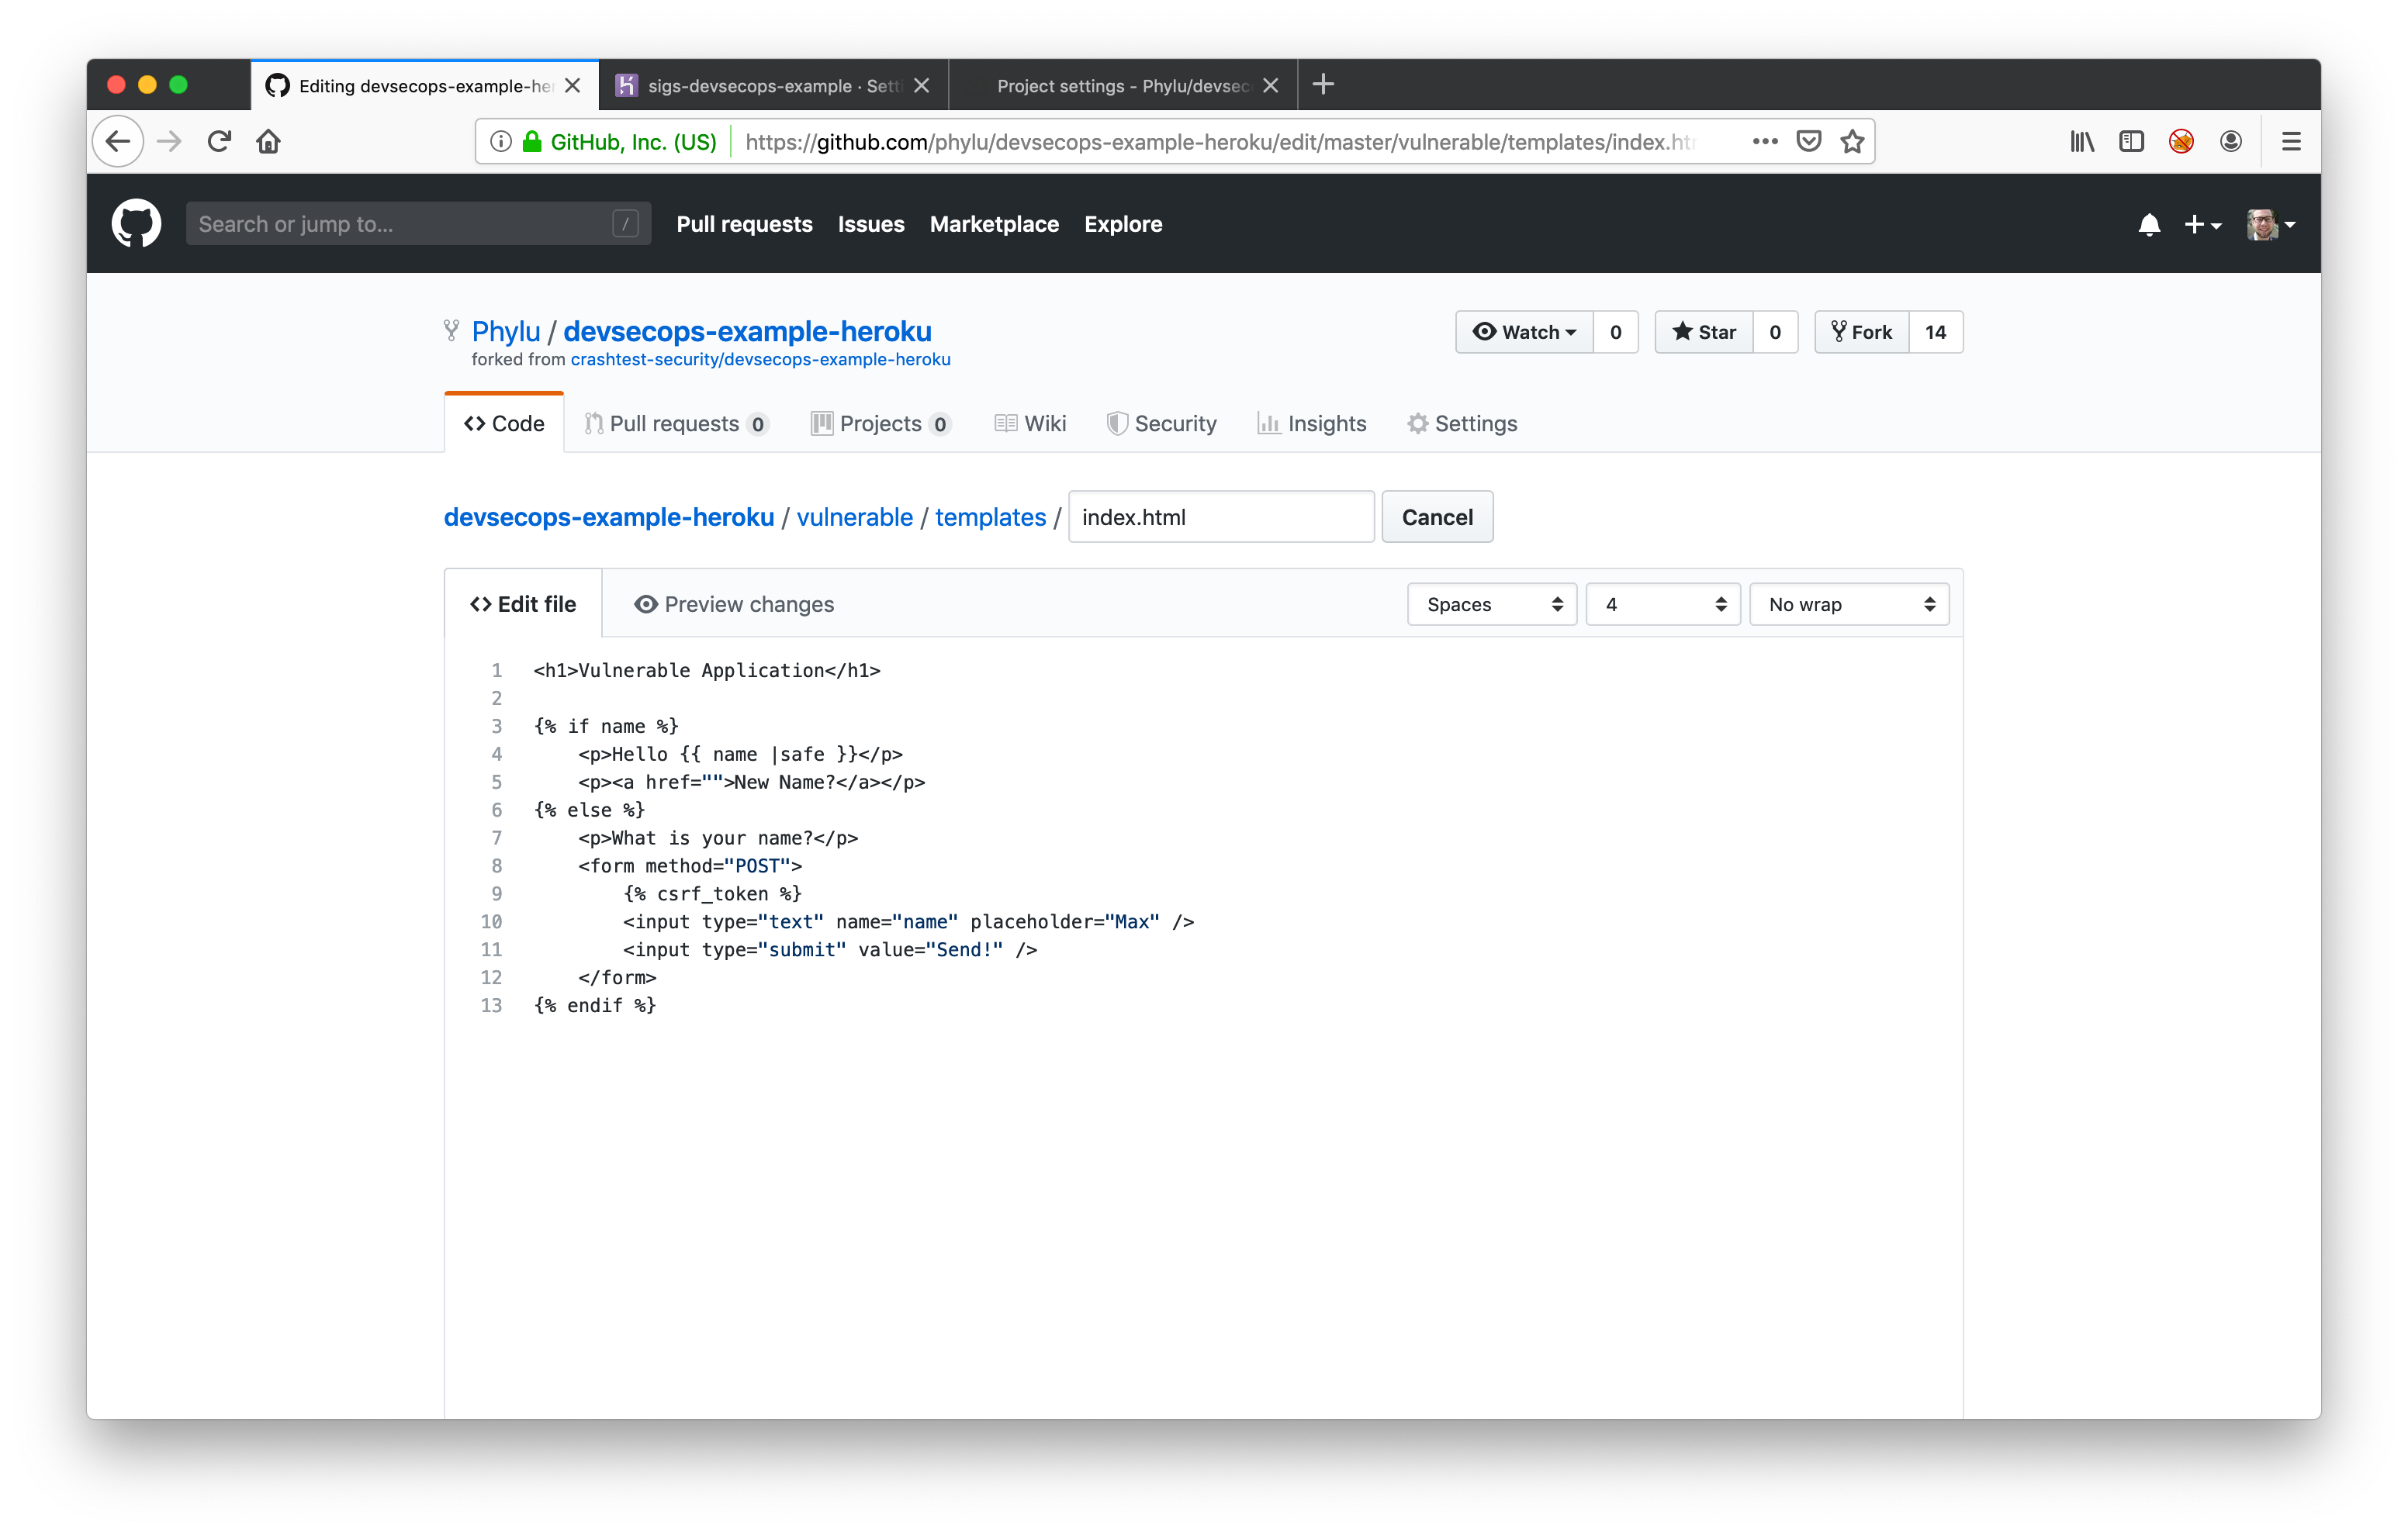 Editing devsecops-example-her
sigs-devsecops-example · Sett
Project settings - Phylu/devsec
GitHub, Inc. (US) https://github.com/phylu/devsecops-example-heroku/edit/master/vulnerable/templates/index.htm
Search or jump to... / Pull requests Issues Marketplace Explore
Phylu / devsecops-example-heroku
Watch 0 Star 0 Fork 14
forked from crashtest-security/devsecops-example-heroku
<> Code Pull requests 0 Projects 0 Wiki Security Insights Settings
devsecops-example-heroku / vulnerable / templates / index.html Cancel
<> Edit file Preview changes Spaces 4 No wrap
1 <h1>Vulnerable Application</h1>
2
3 {% if name %}
4     <p>Hello {{ name |safe }}</p>
5     <p><a href="">New Name?</a></p>
6 {% else %}
7     <p>What is your name?</p>
8     <form method="POST">
9         {% csrf_token %}
10         <input type="text" name="name" placeholder="Max" />
11         <input type="submit" value="Send!" />
12     </form>
13 {% endif %}